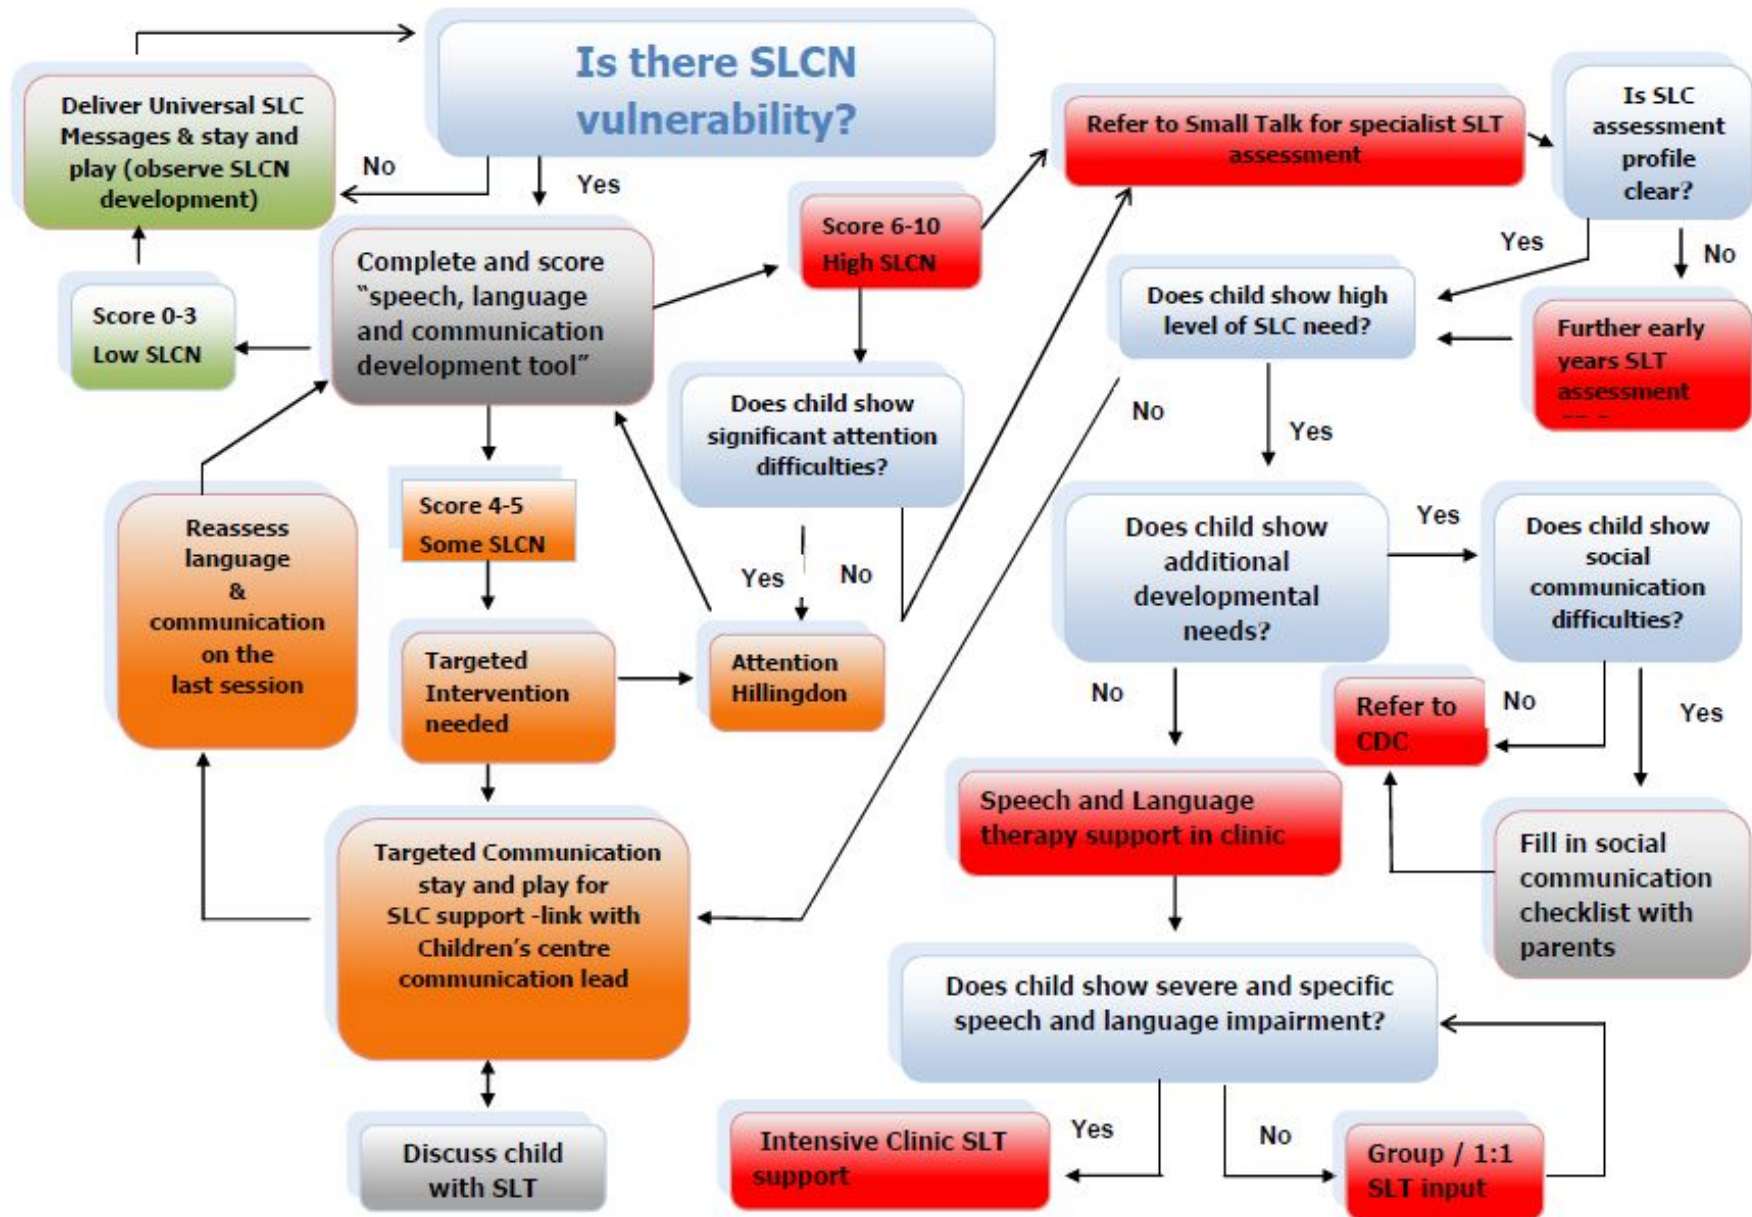 Is there SLCN
vulnerability?
Deliver Universal SLC
Messages & stay and
play (observe SLCN
development)
No
Yes
Score 0-3
Low SLCN
Complete and score
“speech, language
and communication
development tool”
Score 6-10
High SLCN
Refer to Small Talk for specialist SLT
assessment
Is SLC
assessment
profile
clear?
Yes
No
Does child show high
level of SLC need?
Further early
years SLT
assessment
Does child show
significant attention
difficulties?
No
Yes
Score 4-5
Some SLCN
Reassess
language
&
communication
on the
last session
Yes
No
Targeted
Intervention
needed
Attention
Hillingdon
Does child show
additional
developmental
needs?
Yes
Does child show
social
communication
difficulties?
No
Refer to
CDC
No
Yes
Speech and Language
therapy support in clinic
Fill in social
communication
checklist with
parents
Targeted Communication
stay and play for
SLC support -link with
Children’s centre
communication lead
Does child show severe and specific
speech and language impairment?
Discuss child
with SLT
Intensive Clinic SLT
support
Yes
No
Group / 1:1
SLT input